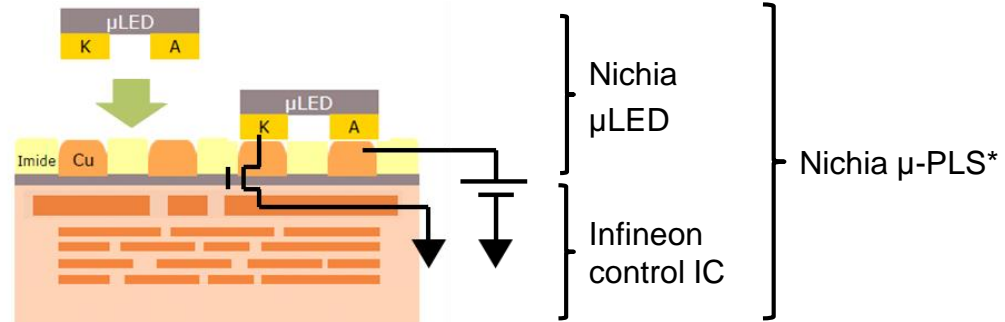 µLED
K A
µLED
K A
Imide Cu
Nichia
µLED
Infineon
control IC
Nichia µ-PLS*